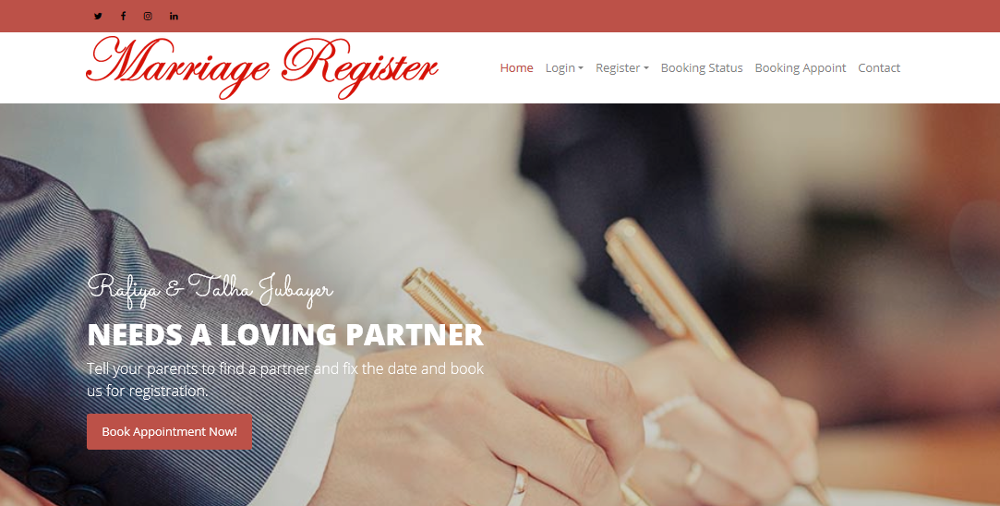 Marriage Register
Home Login Register Booking Status Booking Appoint Contact
Rafiya & Talha Jubayer
NEEDS A LOVING PARTNER
Tell your parents to find a partner and fix the date and book
us for registration.
Book Appointment Now!